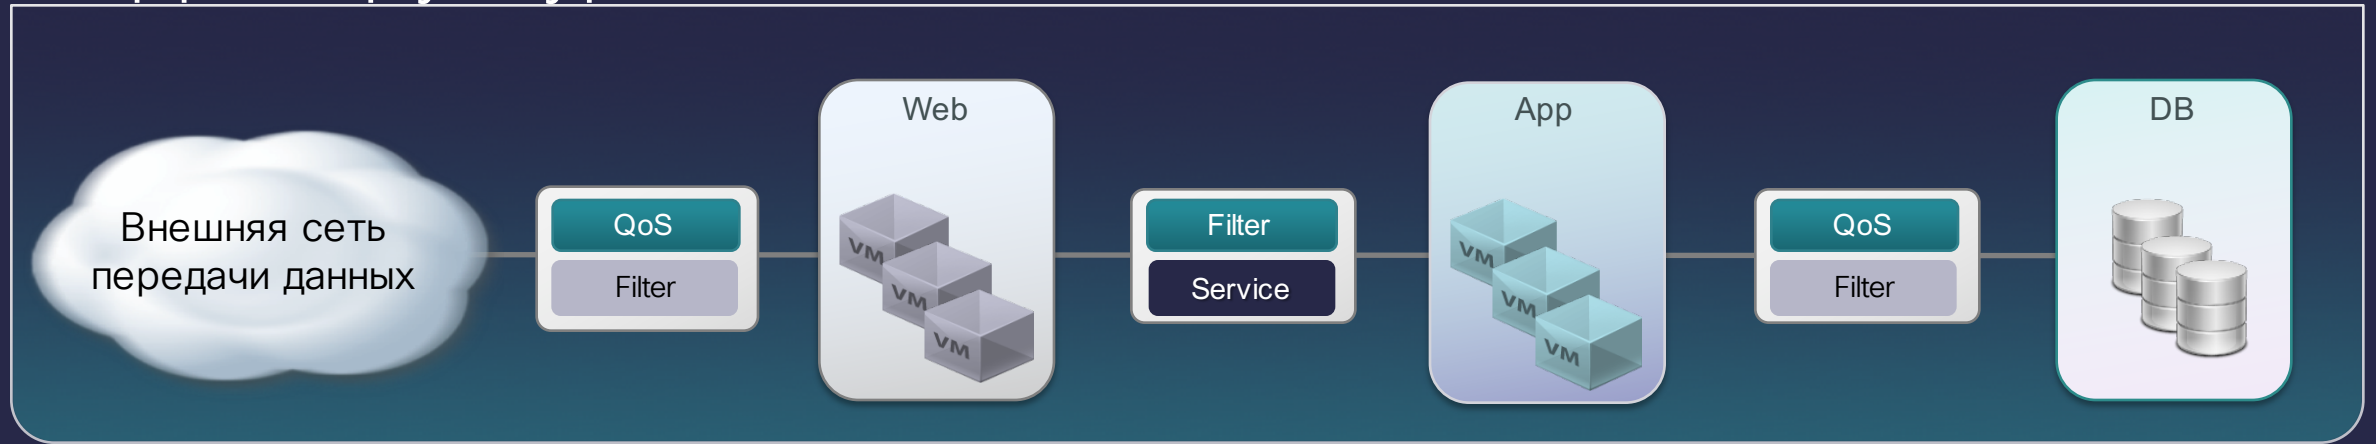 Внешняя сеть
передачи данных
QoS
Filter
Web
VM
VM
VM
Filter
Service
App
VM
VM
VM
QoS
Filter
DB